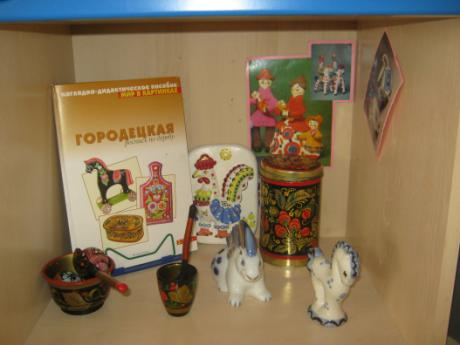 НАГЛЯДНО-ДИДАКТИЧЕСКОЕ ПОСОБИЕ
МИР В КАРТИНКАХ
ГОРОДЕЦКАЯ
роспись по дереву